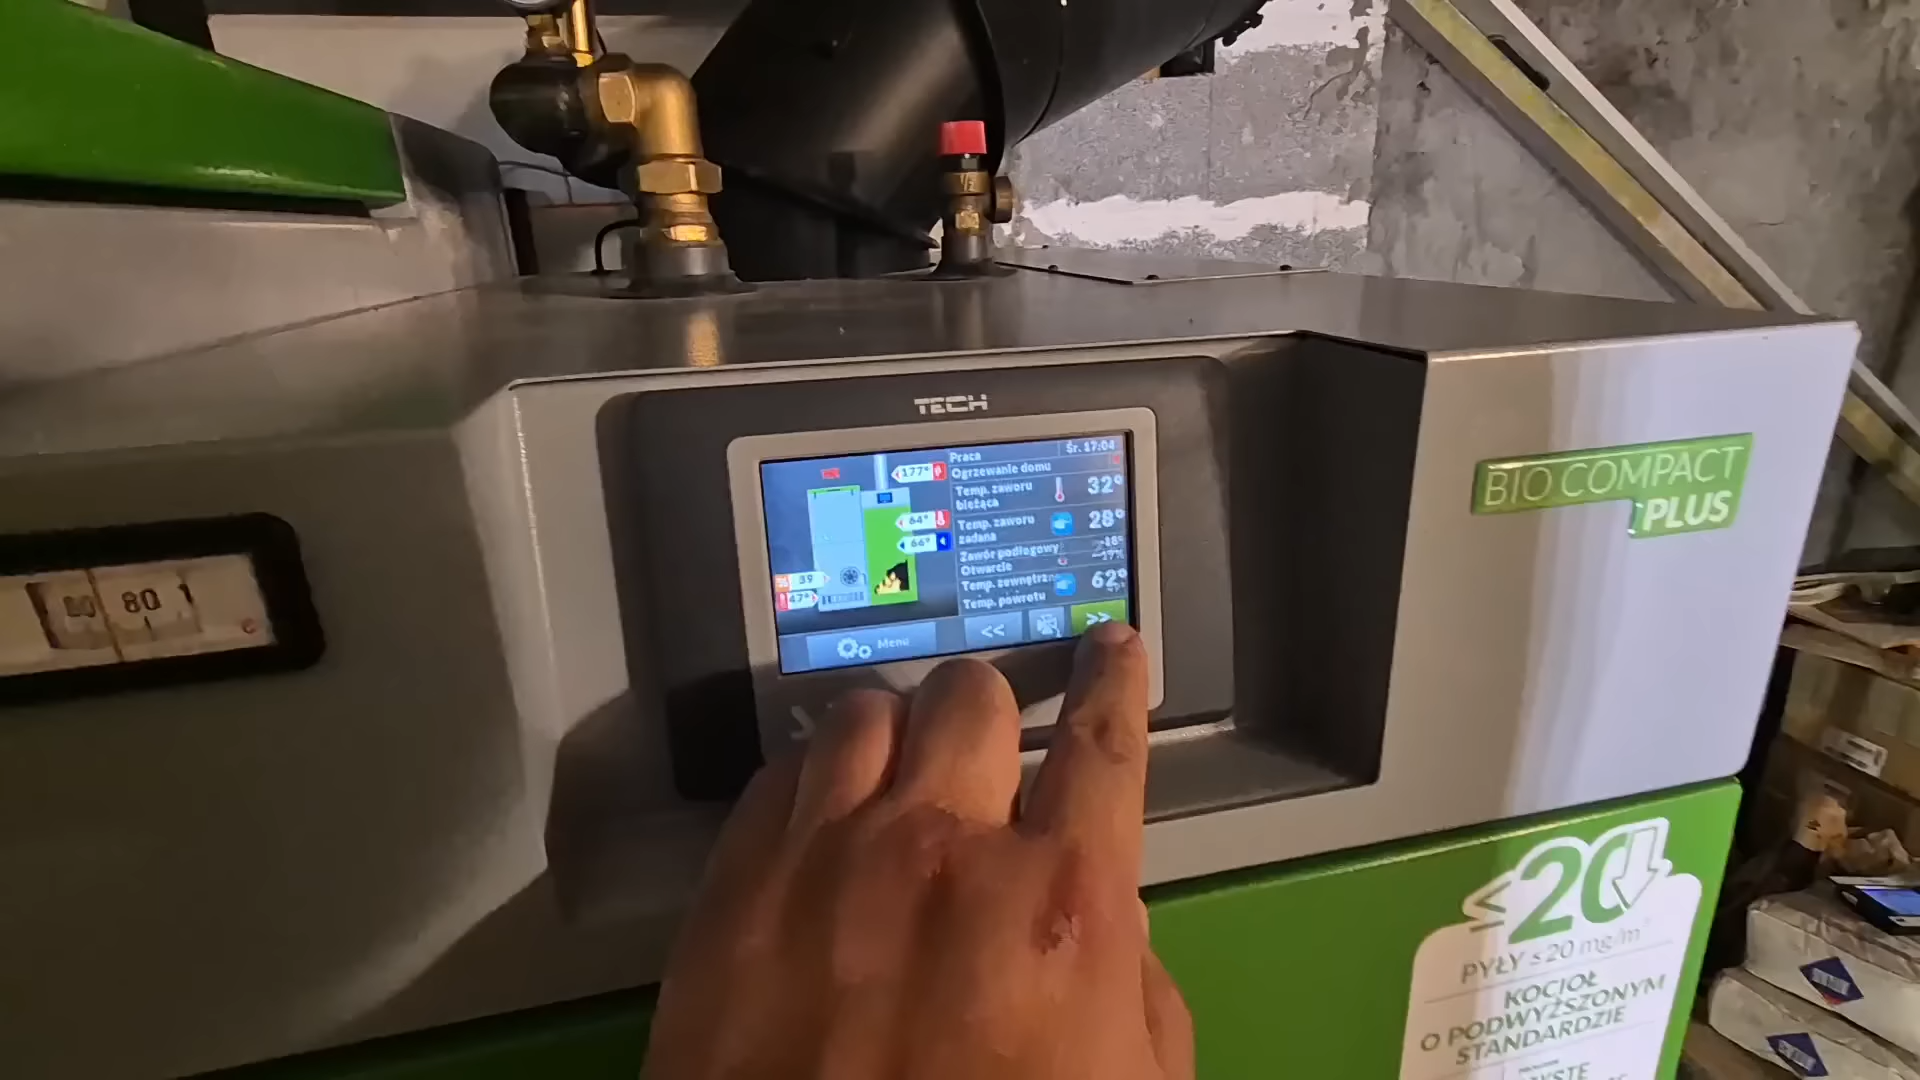 TECH
Praca
Śr. 17:04
Ogrzewanie domu
177°
Temp. zaworu
bieżąca
32°
64°
Temp. zaworu
zadana
28°
66°
Zawór podłogowy
Otwarcie
39
Temp. zewnętrzna
62°
47°
Temp. powrotu
Menu
<<
>>
80
BIO COMPACT
PLUS
≤20
PYŁY ≤20 mg/m³
KOCIOŁ
O PODWYŻSZONYM
STANDARDZIE